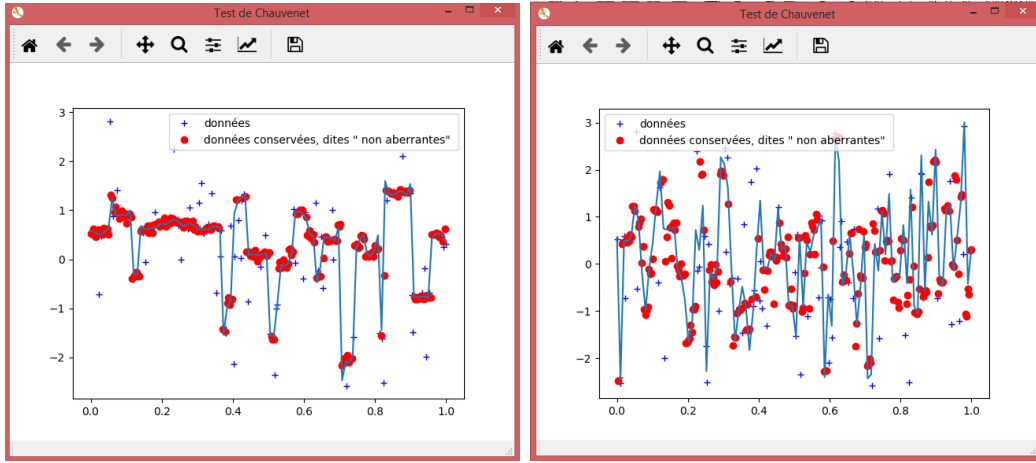 Test de Chauvenet
données
données conservées, dites " non aberrantes"
3
2
1
0
−1
−2
0.0 0.2 0.4 0.6 0.8 1.0
Test de Chauvenet
données
données conservées, dites " non aberrantes"
3
2
1
0
−1
−2
0.0 0.2 0.4 0.6 0.8 1.0